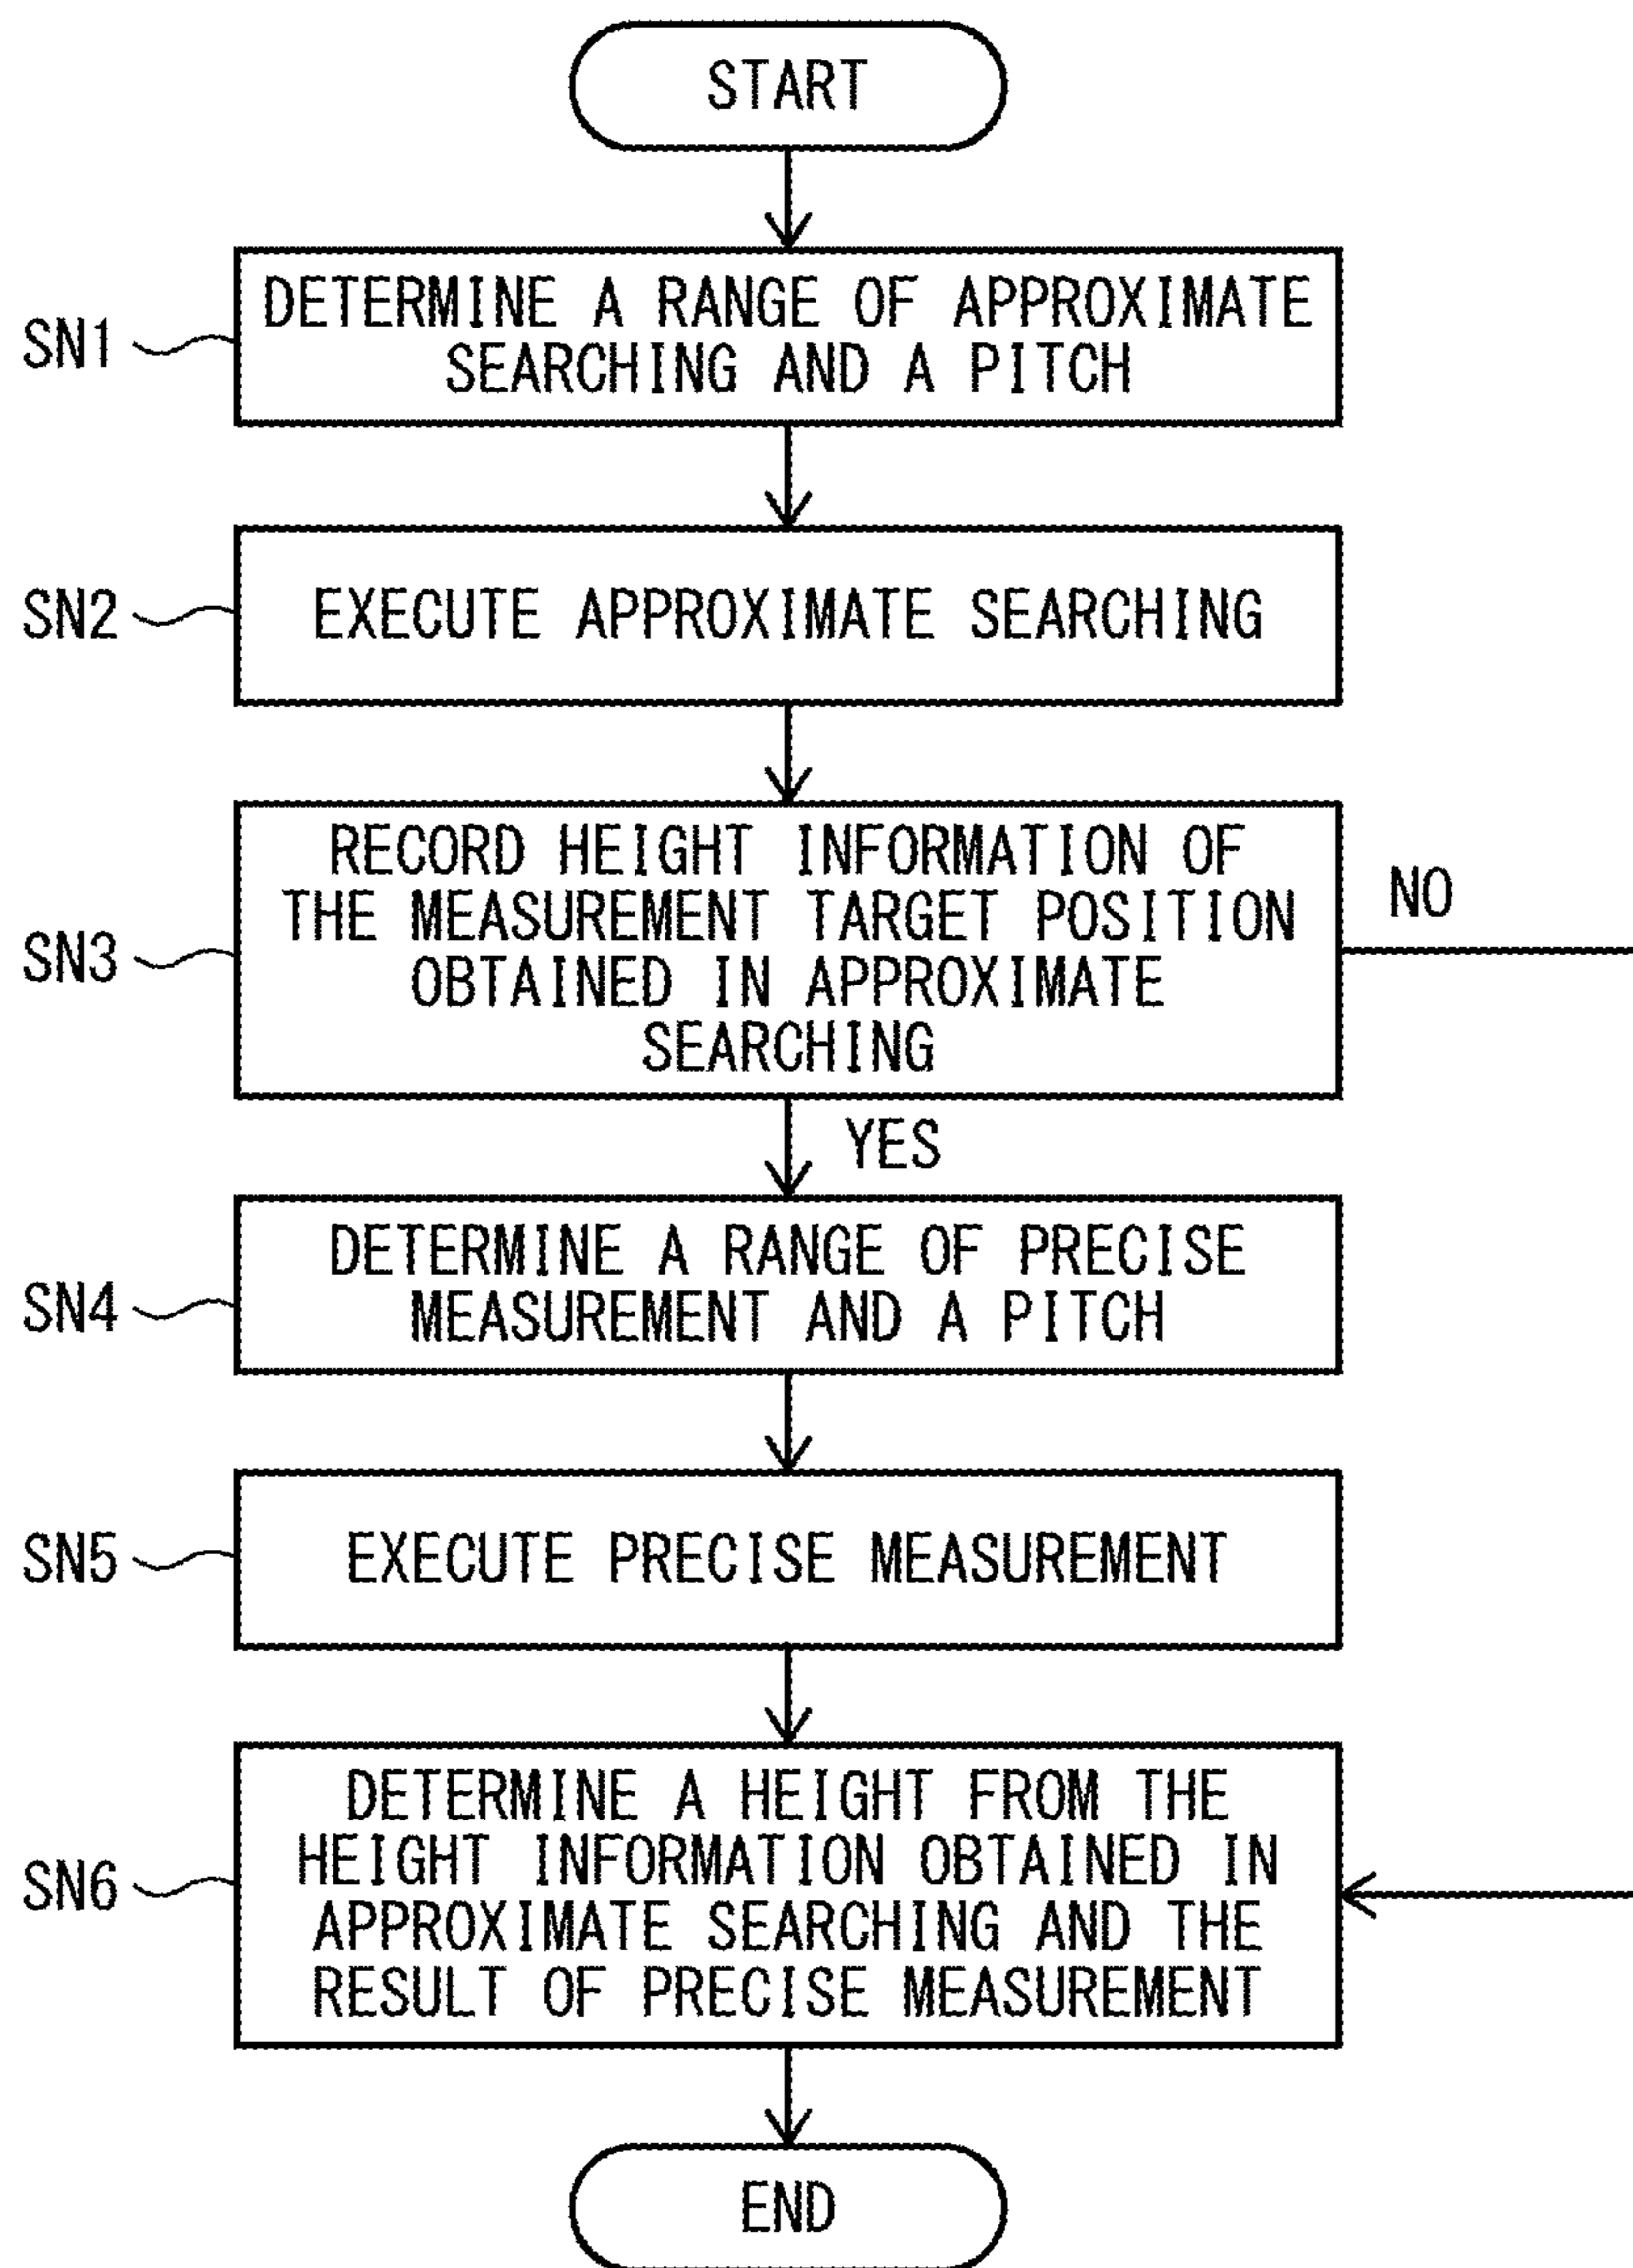 START
SN1
DETERMINE A RANGE OF APPROXIMATE
SEARCHING AND A PITCH
SN2
EXECUTE APPROXIMATE SEARCHING
SN3
RECORD HEIGHT INFORMATION OF
THE MEASUREMENT TARGET POSITION
OBTAINED IN APPROXIMATE
SEARCHING
NO
YES
SN4
DETERMINE A RANGE OF PRECISE
MEASUREMENT AND A PITCH
SN5
EXECUTE PRECISE MEASUREMENT
SN6
DETERMINE A HEIGHT FROM THE
HEIGHT INFORMATION OBTAINED IN
APPROXIMATE SEARCHING AND THE
RESULT OF PRECISE MEASUREMENT
END